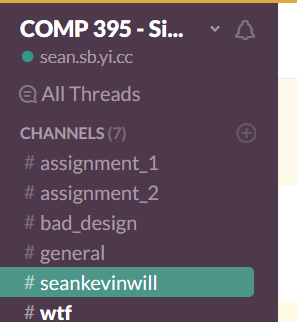 COMP 395 - Si...
sean.sb.yi.cc
All Threads
CHANNELS (7)
# assignment_1
# assignment_2
# bad_design
# general
# seankevinwill
# wtf